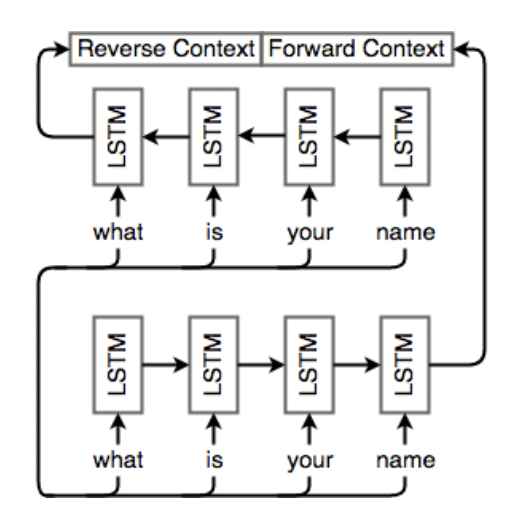 Reverse Context Forward Context
LSTM LSTM LSTM LSTM
what is your name
LSTM LSTM LSTM LSTM
what is your name